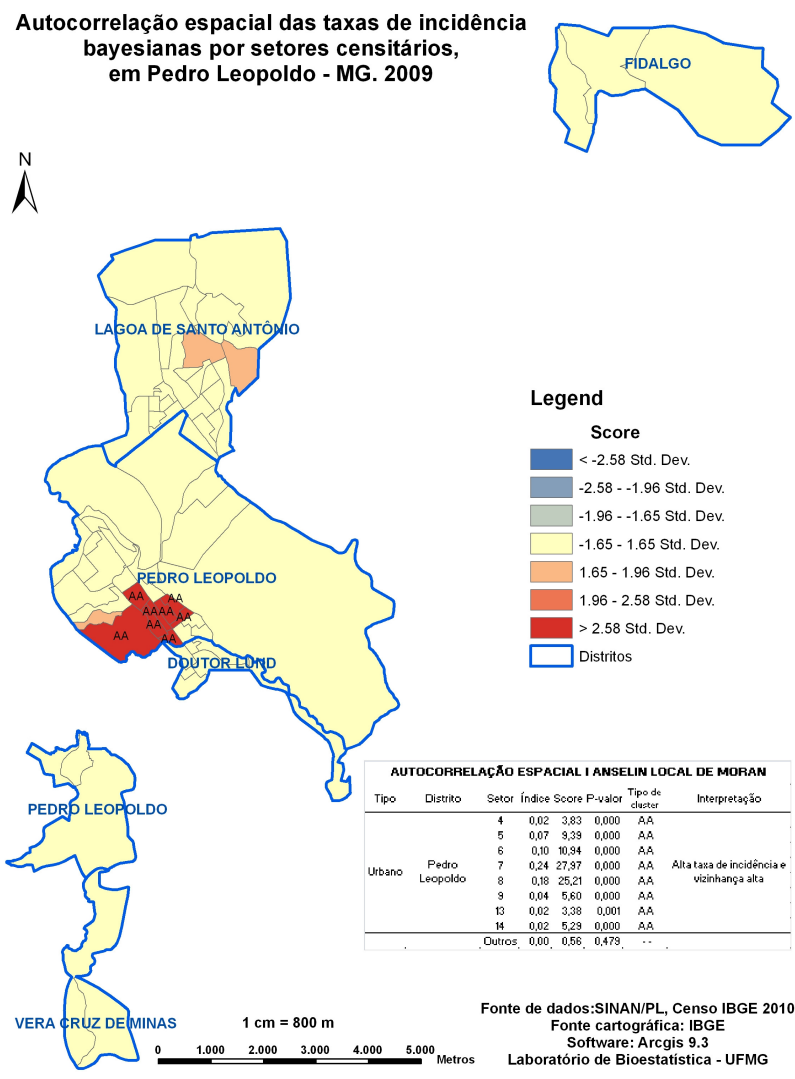 Autocorrelação espacial das taxas de incidência
bayesianas por setores censitários,
em Pedro Leopoldo - MG. 2009
FIDALGO
N
LAGOA DE SANTO ANTÔNIO
Legend
Score
< -2.58 Std. Dev.
-2.58 - -1.96 Std. Dev.
-1.96 - -1.65 Std. Dev.
-1.65 - 1.65 Std. Dev.
1.65 - 1.96 Std. Dev.
1.96 - 2.58 Std. Dev.
> 2.58 Std. Dev.
Distritos
PEDRO LEOPOLDO
AA AA
AAAA
AA
AA
AA
AA
DOUTOR LUND
PEDRO LEOPOLDO
VERA CRUZ DE MINAS
AUTOCORRELAÇÃO ESPACIAL I ANSELIN LOCAL DE MORAN
Tipo Distrito Setor Índice Score P-valor Tipo de cluster Interpretação
4 0,02 3,83 0,000 AA
5 0,07 9,39 0,000 AA
6 0,10 10,94 0,000 AA
Urbano Pedro Leopoldo 7 0,24 27,97 0,000 AA Alta taxa de incidência e vizinhança alta
8 0,18 25,21 0,000 AA
9 0,04 5,60 0,000 AA
13 0,02 3,38 0,001 AA
14 0,02 5,29 0,000 AA
Outros 0,00 0,56 0,479 - -
1 cm = 800 m
0 1.000 2.000 3.000 4.000 5.000
Metros
Fonte de dados:SINAN/PL, Censo IBGE 2010
Fonte cartográfica: IBGE
Software: Arcgis 9.3
Laboratório de Bioestatística - UFMG